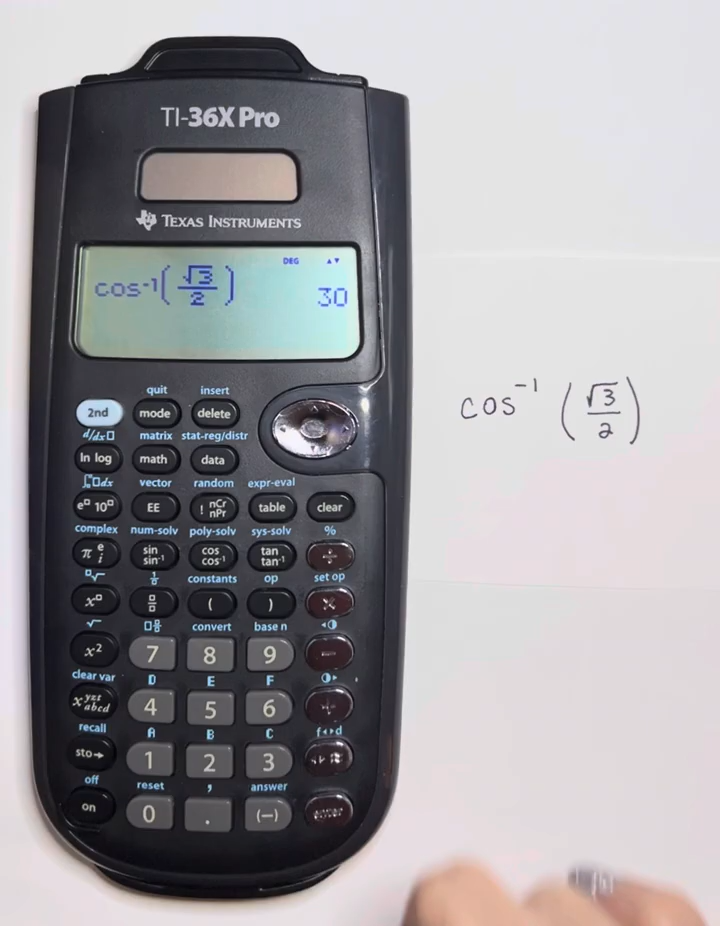 TI-36X Pro
TEXAS INSTRUMENTS
DEG ▲▼
cos⁻¹(√3/2) 30
cos⁻¹(√3/2)
quit insert
2nd mode delete
d/dx□ matrix stat-reg/distr
ln log math data
∫□dx vector random expr-eval
e□ 10□ EE ! nCr nPr table clear
complex num-solv poly-solv sys-solv %
π e i sin sin⁻¹ cos cos⁻¹ tan tan⁻¹ ÷
□√ constants op set op
x□ □/□ ( ) ×
√ □□/□ convert base n
x² 7 8 9 −
clear var D E F
x yzt abcd 4 5 6 +
recall A B C f◂▸d
sto→ 1 2 3
off reset , answer
on 0 . (−) enter